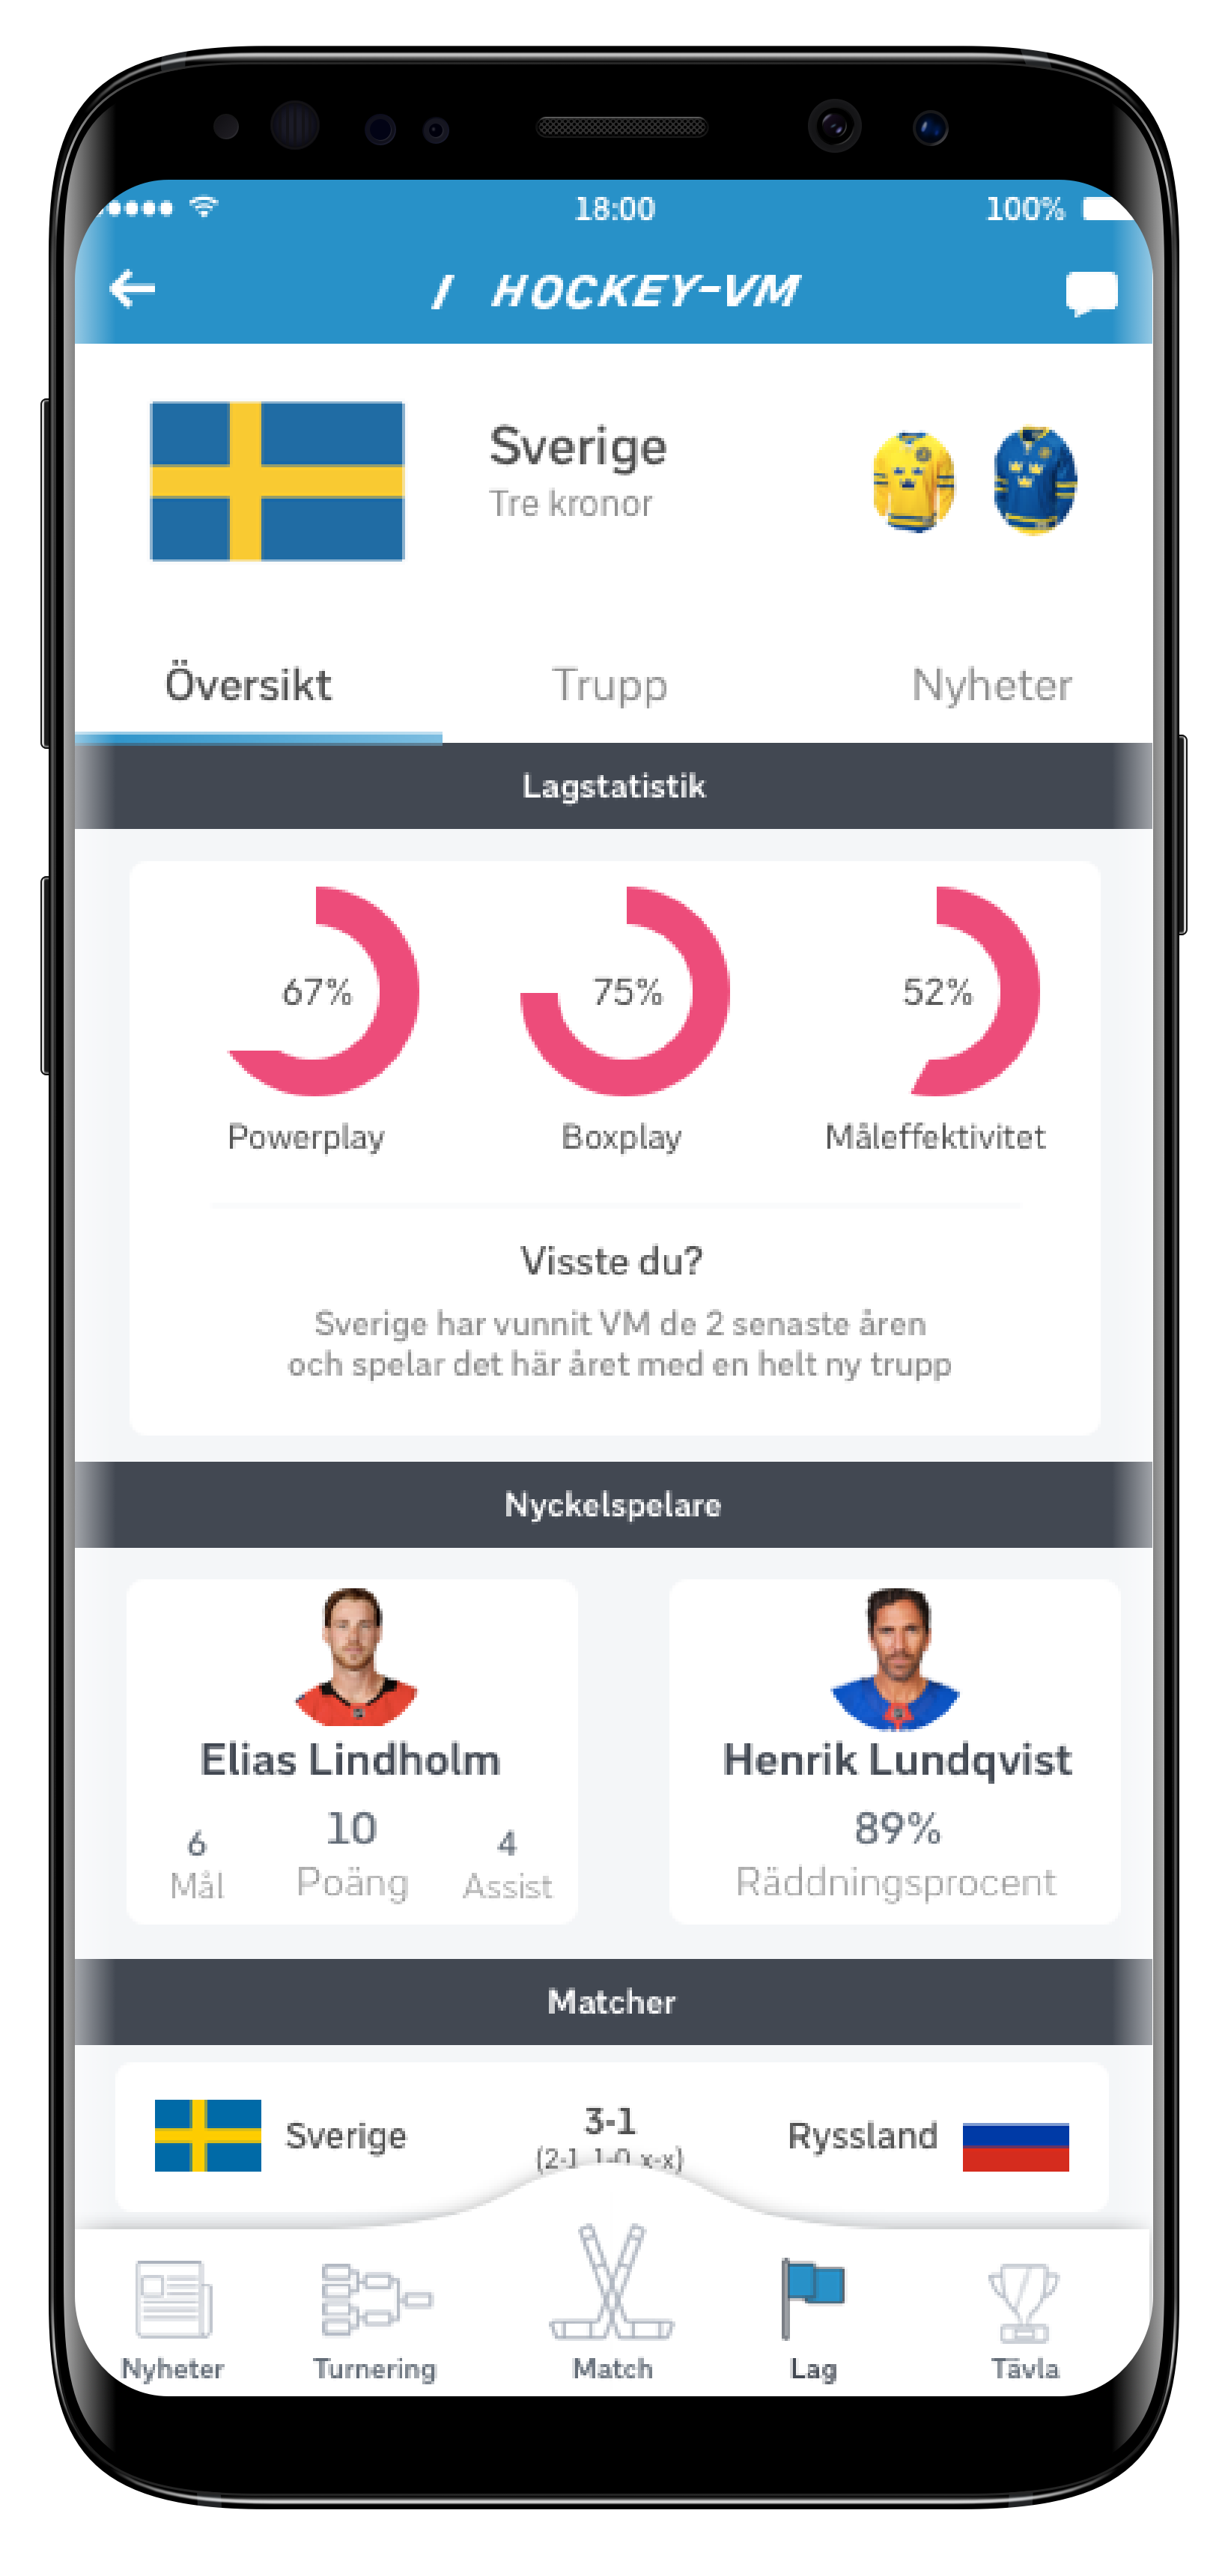 18:00 100%
/ HOCKEY-VM
Sverige
Tre kronor
Översikt Trupp Nyheter
Lagstatistik
67% 75% 52%
Powerplay Boxplay Måleffektivitet
Visste du?
Sverige har vunnit VM de 2 senaste åren
och spelar det här året med en helt ny trupp
Nyckelspelare
Elias Lindholm Henrik Lundqvist
6 10 4 89%
Mål Poäng Assist Räddningsprocent
Matcher
Sverige 3-1 Ryssland
(2-1 1-0 x-x)
Nyheter Turnering Match Lag Tävla